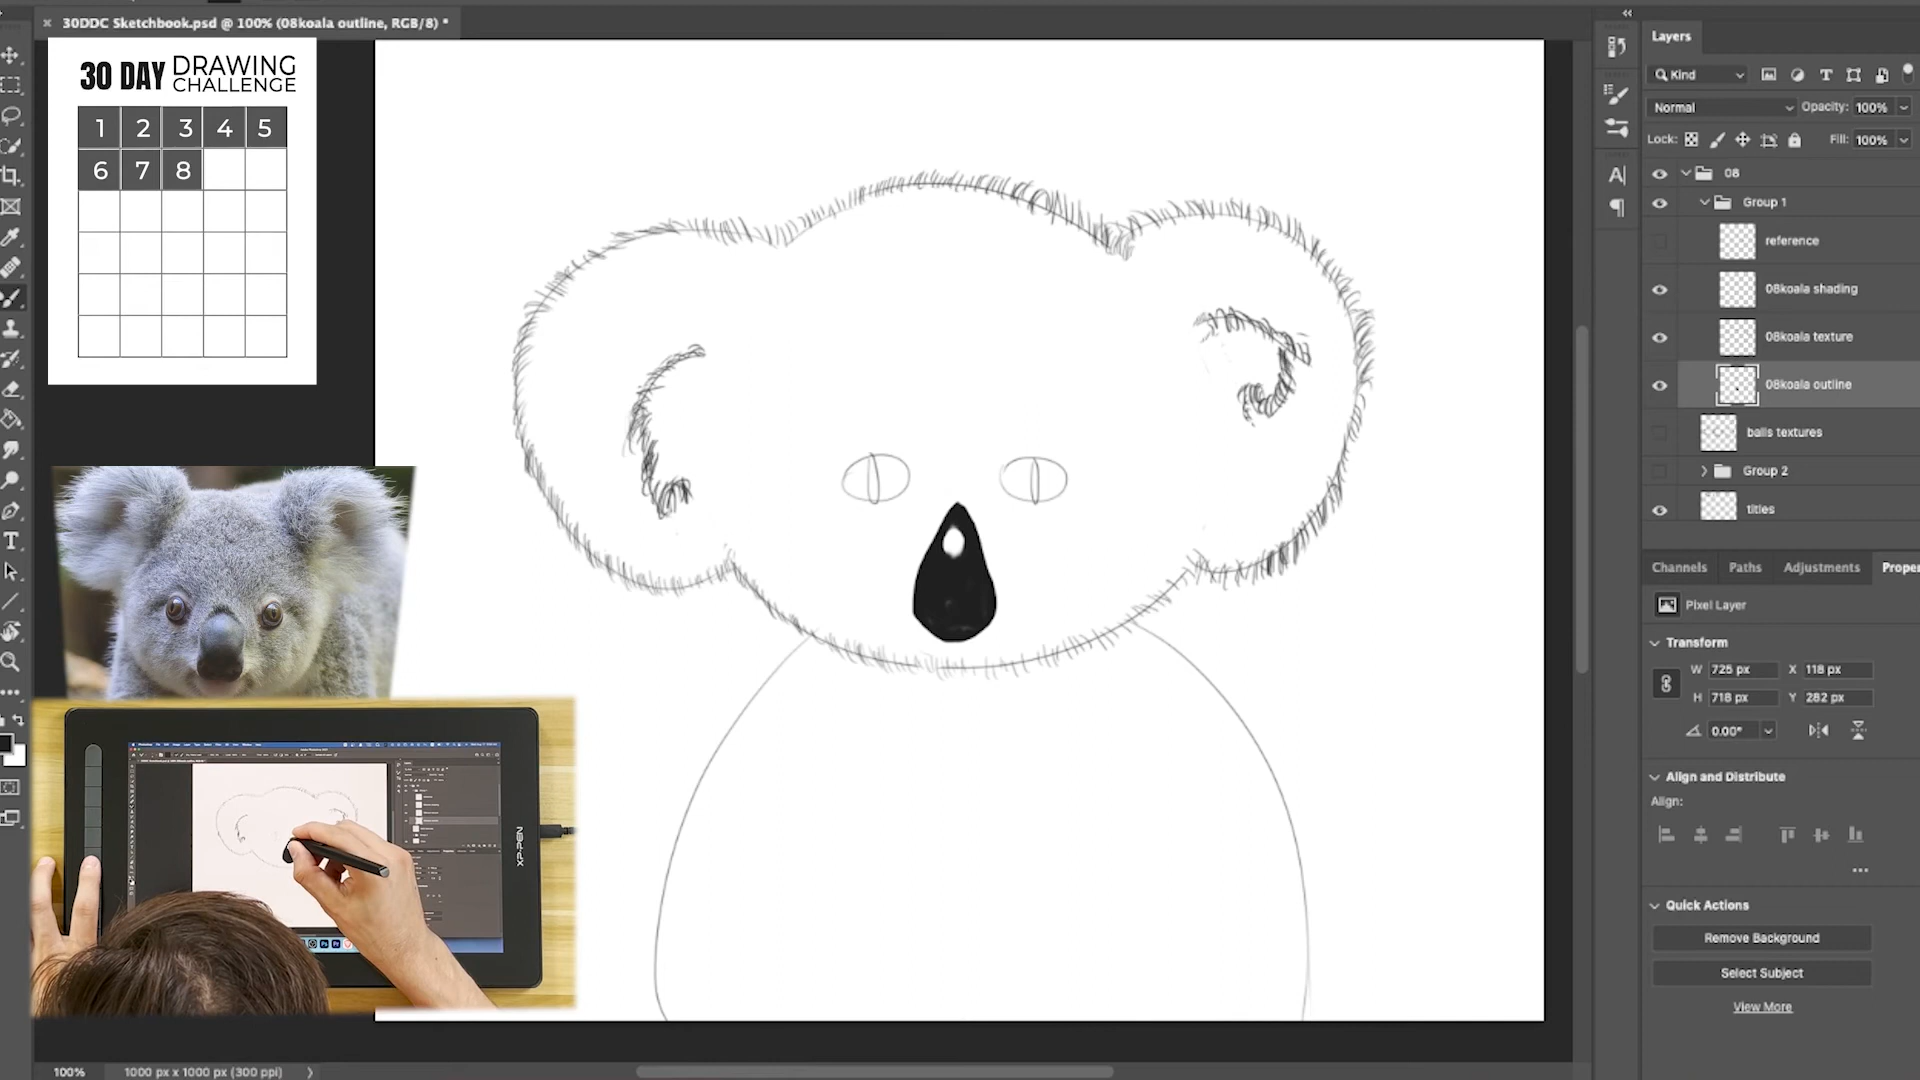 30DDC Sketchbook.psd @ 100% (08koala outline, RGB/8) *
30 DAY DRAWING CHALLENGE
1 2 3 4 5
6 7 8
XP-PEN
100% 1000 px x 1000 px (300 ppi)
Layers
Kind
Normal Opacity: 100%
Lock: Fill: 100%
08
Group 1
reference
08koala shading
08koala texture
08koala outline
balls textures
Group 2
titles
Channels Paths Adjustments Proper
Pixel Layer
Transform
W 725 px X 118 px
H 718 px Y 282 px
0.00°
Align and Distribute
Align:
Quick Actions
Remove Background
Select Subject
View More